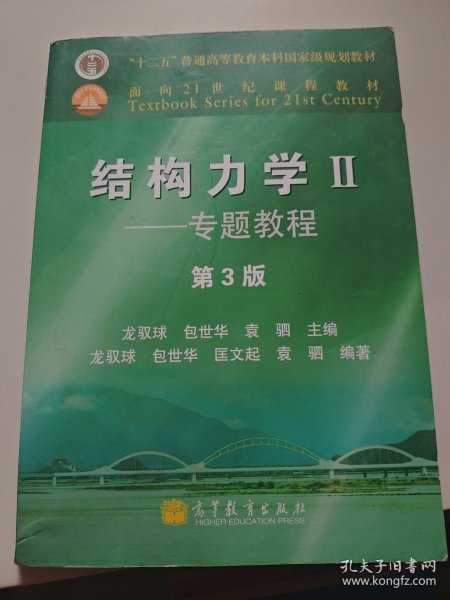 “十二五”普通高等教育本科国家级规划教材
面向21世纪课程教材
Textbook Series for 21st Century
结构力学Ⅱ
——专题教程
第3版
龙驭球 包世华 袁驷 主编
龙驭球 包世华 匡文起 袁驷 编著
高等教育出版社
HIGHER EDUCATION PRESS
孔夫子旧书网
www.kongfz.com